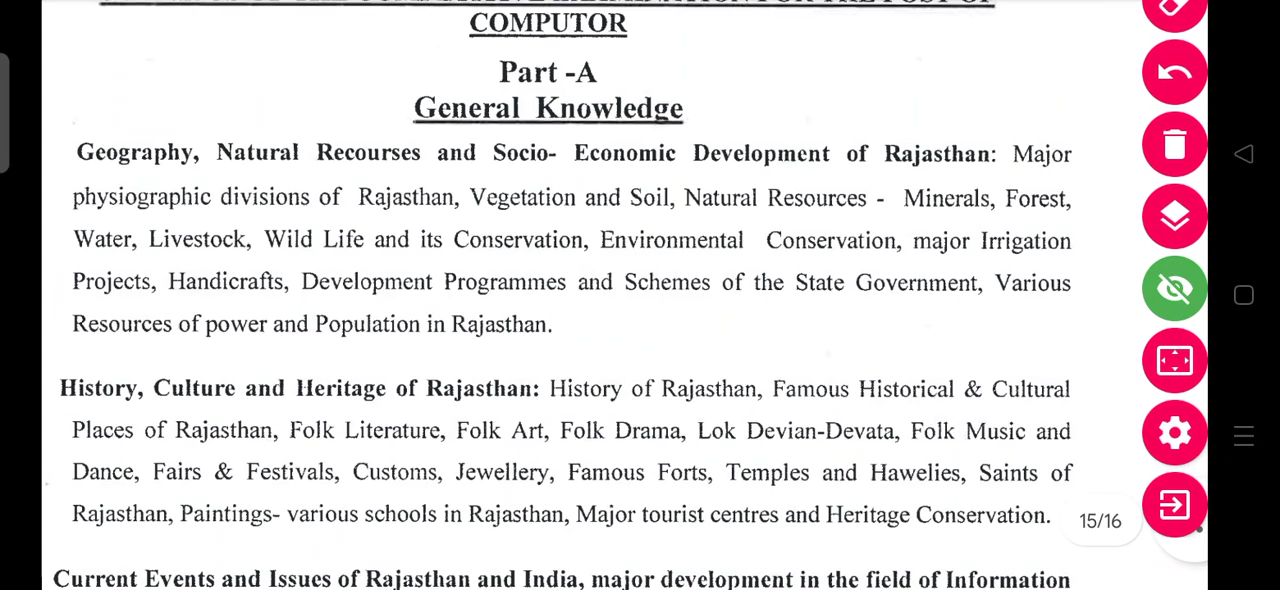 COMPUTOR
Part -A
General Knowledge
Geography, Natural Recourses and Socio- Economic Development of Rajasthan: Major
physiographic divisions of Rajasthan, Vegetation and Soil, Natural Resources - Minerals, Forest,
Water, Livestock, Wild Life and its Conservation, Environmental Conservation, major Irrigation
Projects, Handicrafts, Development Programmes and Schemes of the State Government, Various
Resources of power and Population in Rajasthan.
History, Culture and Heritage of Rajasthan: History of Rajasthan, Famous Historical & Cultural
Places of Rajasthan, Folk Literature, Folk Art, Folk Drama, Lok Devian-Devata, Folk Music and
Dance, Fairs & Festivals, Customs, Jewellery, Famous Forts, Temples and Hawelies, Saints of
Rajasthan, Paintings- various schools in Rajasthan, Major tourist centres and Heritage Conservation.
15/16
Current Events and Issues of Rajasthan and India, major development in the field of Information